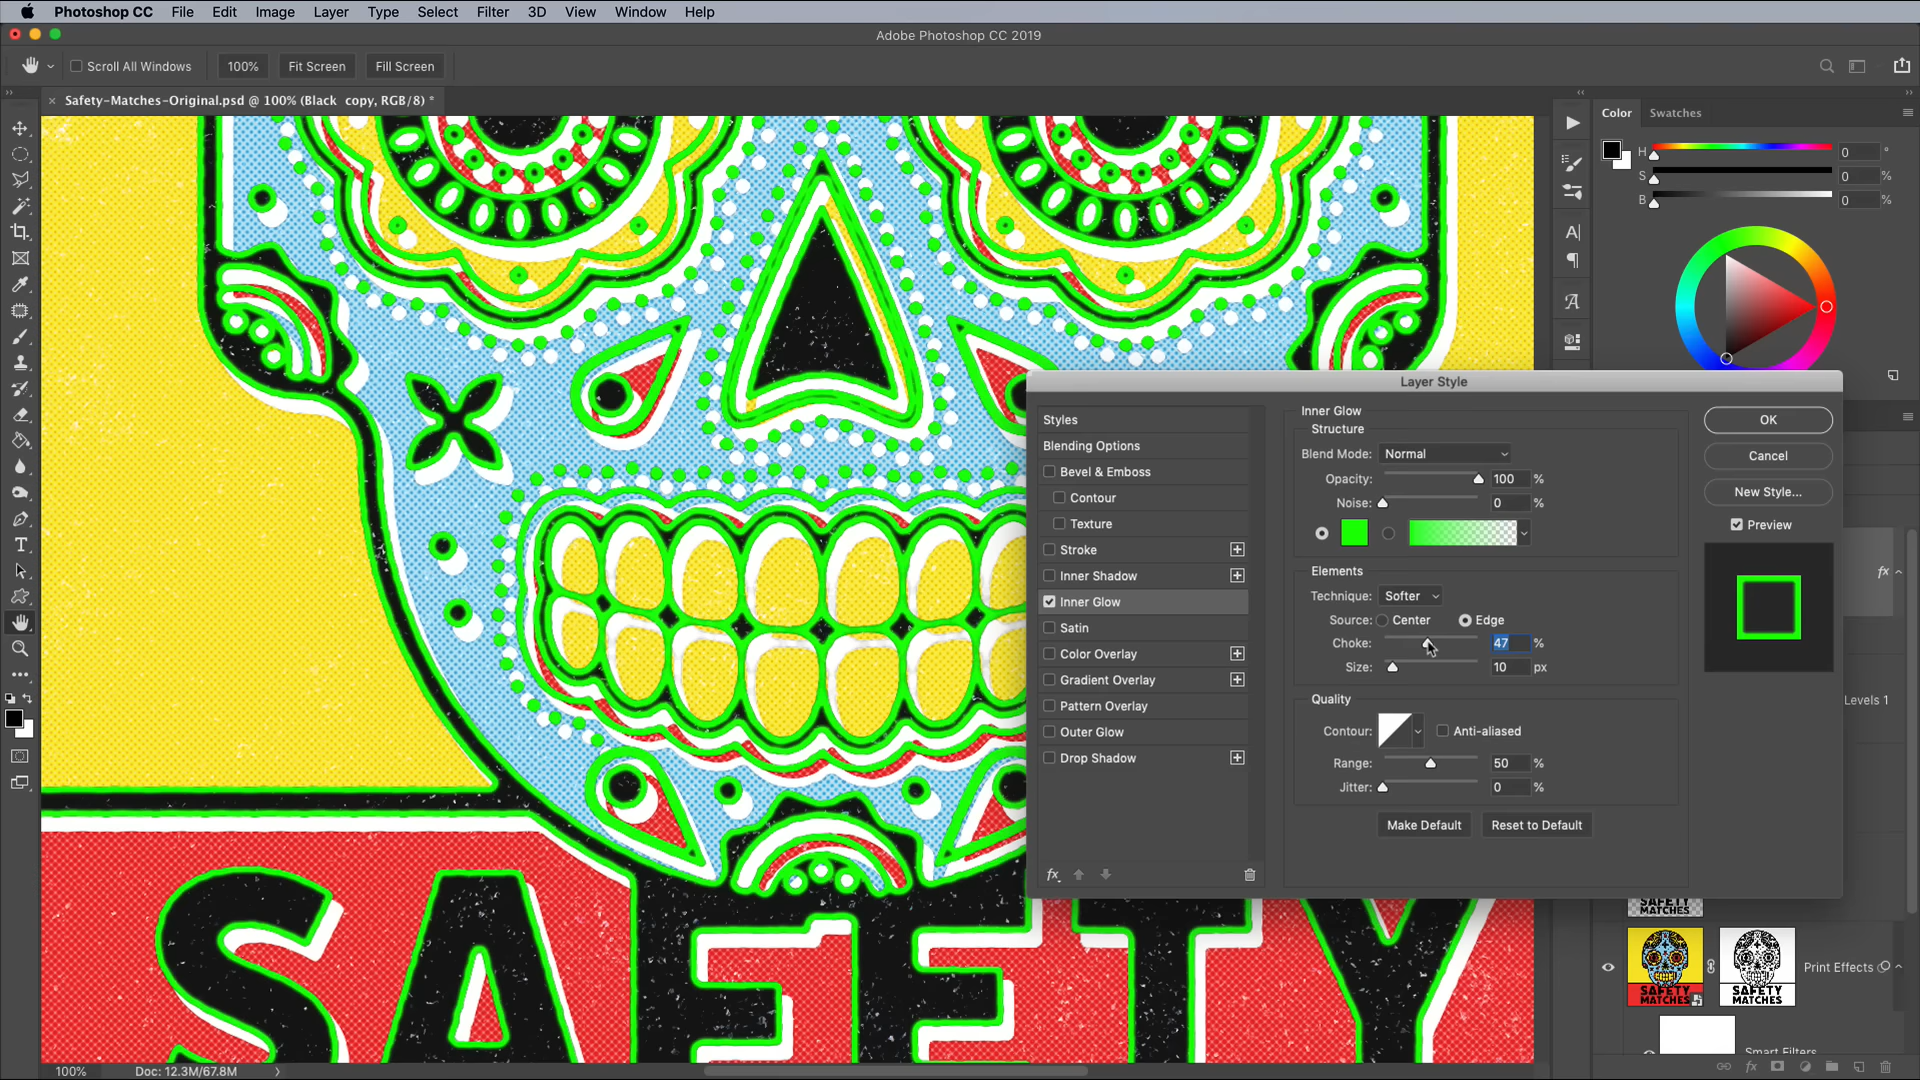 Photoshop CC File Edit Image Layer Type Select Filter 3D View Window Help
Adobe Photoshop CC 2019
Scroll All Windows 100% Fit Screen Fill Screen
× Safety-Matches-Original.psd @ 100% (Black copy, RGB/8) *
Color Swatches
H 0 °
S 0 %
B 0 %
Layer Style
Styles
Blending Options
Bevel & Emboss
Contour
Texture
Stroke
Inner Shadow
Inner Glow
Satin
Color Overlay
Gradient Overlay
Pattern Overlay
Outer Glow
Drop Shadow
fx
Inner Glow
Structure
Blend Mode: Normal
Opacity: 100 %
Noise: 0 %
Elements
Technique: Softer
Source: Center Edge
Choke: 47 %
Size: 10 px
Quality
Contour: Anti-aliased
Range: 50 %
Jitter: 0 %
Make Default Reset to Default
OK
Cancel
New Style...
Preview
fx
Levels 1
MATCHES
Print Effects
SAFETY
MATCHES
SAFETY
MATCHES
Smart Filters
SAFETY
100% Doc: 12.3M/67.8M